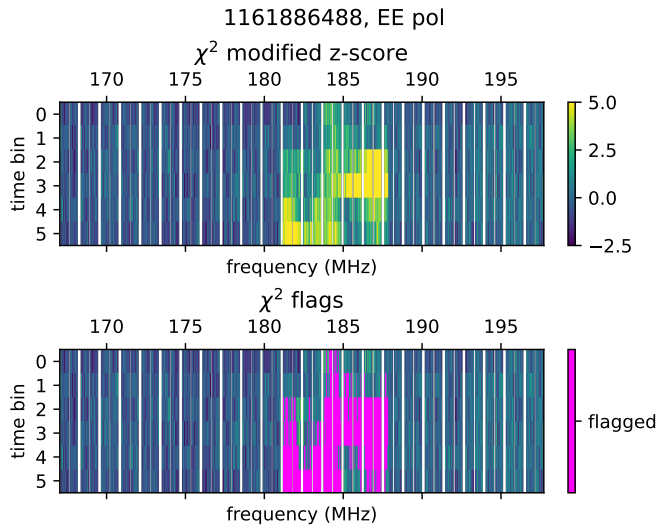 1161886488, EE pol
χ² modified z-score
170 175 180 185 190 195
0
1
2
3
4
5
time bin
frequency (MHz)
5.0
2.5
0.0
−2.5
χ² flags
170 175 180 185 190 195
0
1
2
3
4
5
time bin
frequency (MHz)
flagged